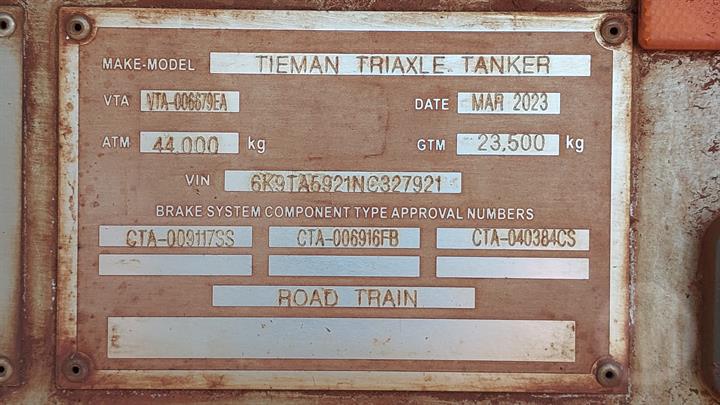 MAKE-MODEL TIEMAN TRIAXLE TANKER
VTA VTA-006679EA DATE MAR 2023
ATM 44,000 kg GTM 23,500 kg
VIN 6K9TA5921NC327921
BRAKE SYSTEM COMPONENT TYPE APPROVAL NUMBERS
CTA-009117SS CTA-006916FB CTA-040384CS
ROAD TRAIN